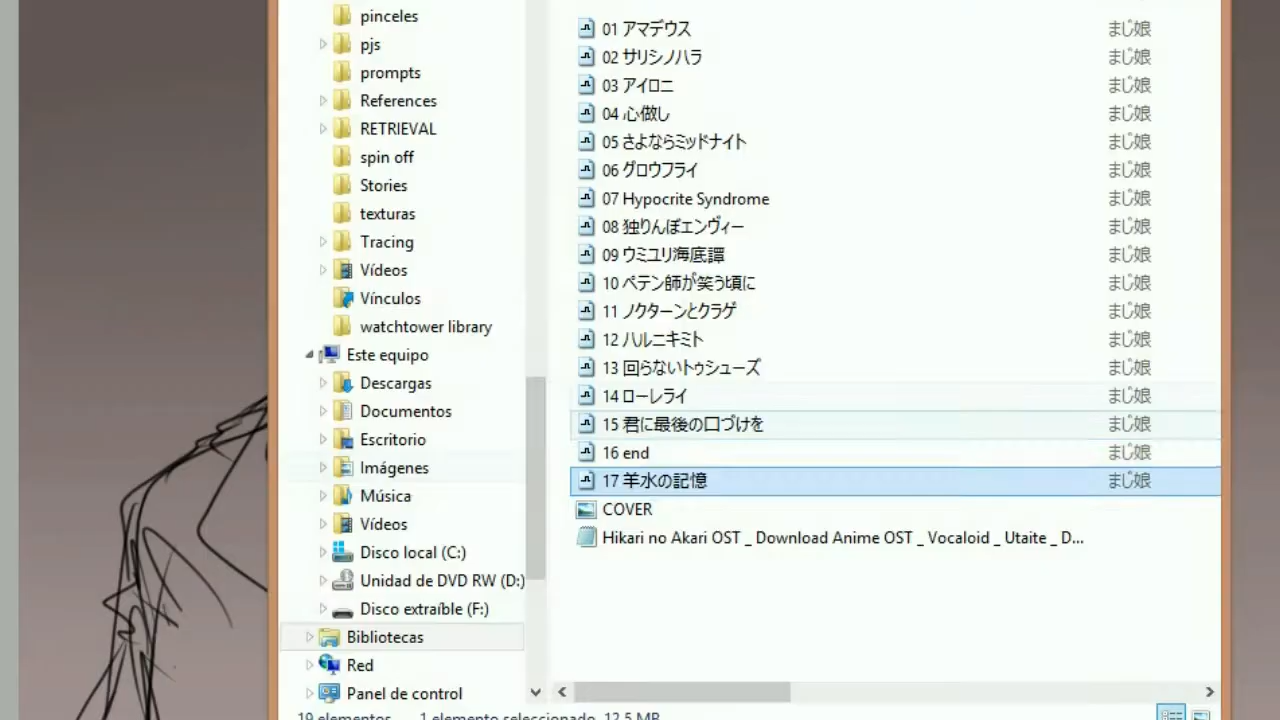 pinceles
pjs
prompts
References
RETRIEVAL
spin off
Stories
texturas
Tracing
Vídeos
Vínculos
watchtower library
Este equipo
Descargas
Documentos
Escritorio
Imágenes
Música
Vídeos
Disco local (C:)
Unidad de DVD RW (D:)
Disco extraíble (F:)
Bibliotecas
Red
Panel de control
01 アマデウス まじ娘
02 サリシノハラ まじ娘
03 アイロニ まじ娘
04 心做し まじ娘
05 さよならミッドナイト まじ娘
06 グロウフライ まじ娘
07 Hypocrite Syndrome まじ娘
08 独りんぼエンヴィー まじ娘
09 ウミユリ海底譚 まじ娘
10 ペテン師が笑う頃に まじ娘
11 ノクターンとクラゲ まじ娘
12 ハルニキミト まじ娘
13 回らないトゥシューズ まじ娘
14 ローレライ まじ娘
15 君に最後の口づけを まじ娘
16 end まじ娘
17 羊水の記憶 まじ娘
COVER
Hikari no Akari OST _ Download Anime OST _ Vocaloid _ Utaite _ D...
19 elementos 1 elemento seleccionado 12,5 MB